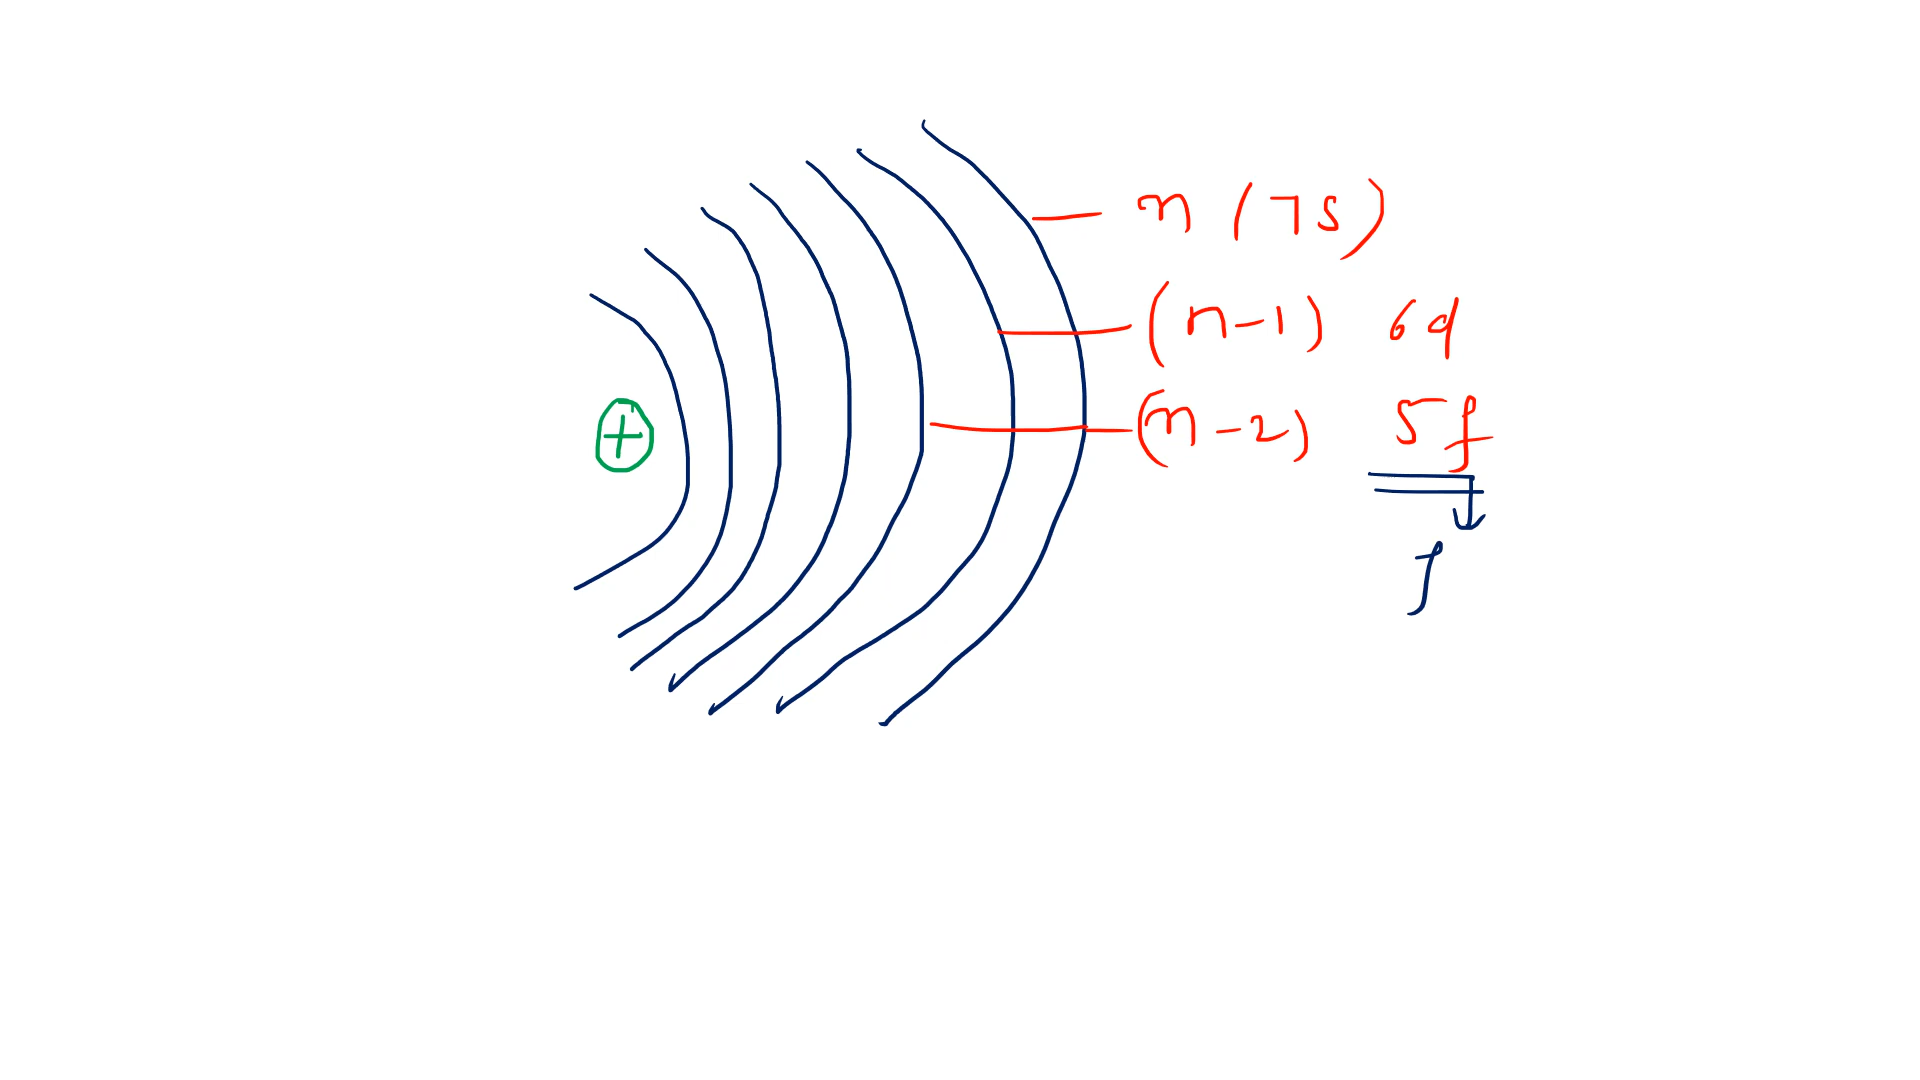 +
n (7s)
(n-1) 6d
(n-2) 5f
f